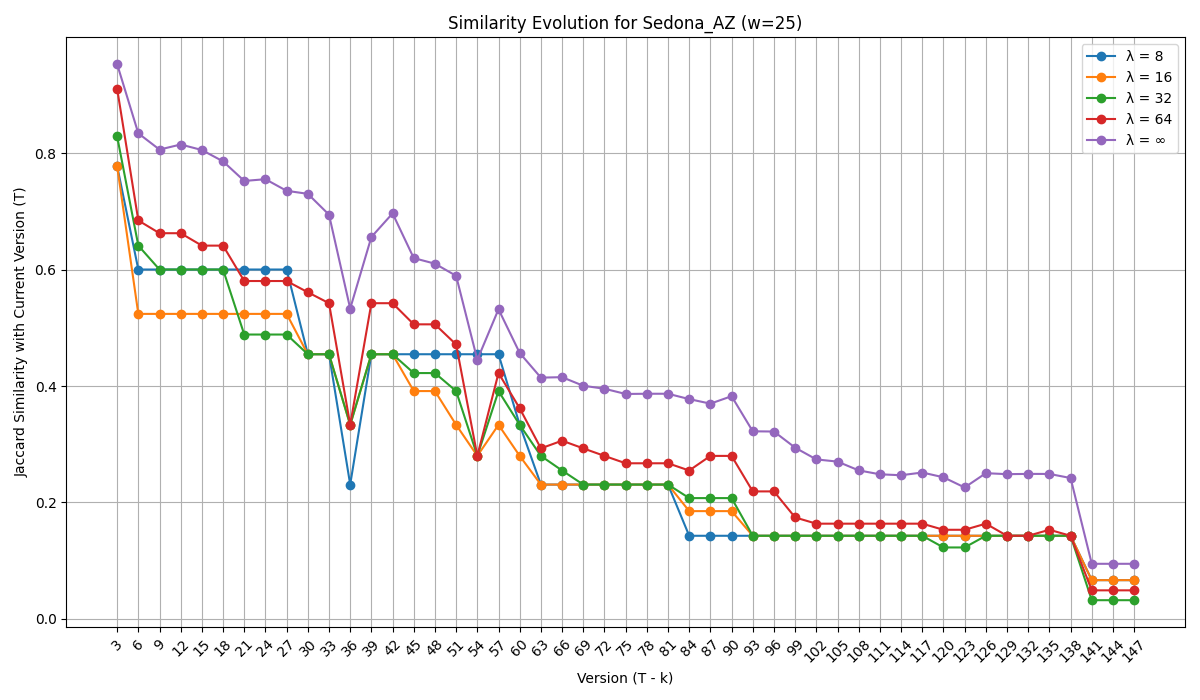 Similarity Evolution for Sedona_AZ (w=25)
λ = 8
λ = 16
λ = 32
λ = 64
λ = ∞
Jaccard Similarity with Current Version (T)
0.8
0.6
0.4
0.2
0.0
3 6 9 12 15 18 21 24 27 30 33 36 39 42 45 48 51 54 57 60 63 66 69 72 75 78 81 84 87 90 93 96 99 102 105 108 111 114 117 120 123 126 129 132 135 138 141 144 147
Version (T - k)